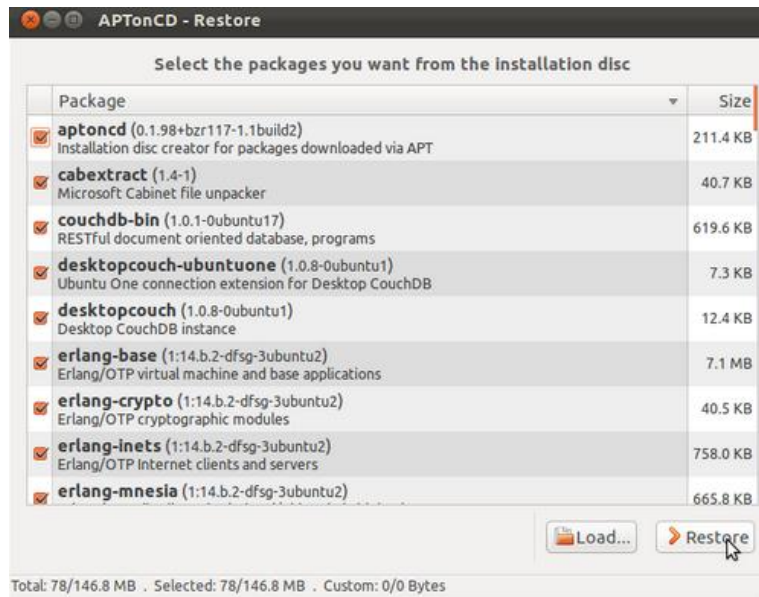 APTonCD - Restore
Select the packages you want from the installation disc
Package Size
aptoncd (0.1.98+bzr117-1.1build2)
Installation disc creator for packages downloaded via APT
211.4 KB
cabextract (1.4-1)
Microsoft Cabinet file unpacker
40.7 KB
couchdb-bin (1.0.1-0ubuntu17)
RESTful document oriented database, programs
619.6 KB
desktopcouch-ubuntuone (1.0.8-0ubuntu1)
Ubuntu One connection extension for Desktop CouchDB
7.3 KB
desktopcouch (1.0.8-0ubuntu1)
Desktop CouchDB instance
12.4 KB
erlang-base (1:14.b.2-dfsg-3ubuntu2)
Erlang/OTP virtual machine and base applications
7.1 MB
erlang-crypto (1:14.b.2-dfsg-3ubuntu2)
Erlang/OTP cryptographic modules
40.5 KB
erlang-inets (1:14.b.2-dfsg-3ubuntu2)
Erlang/OTP Internet clients and servers
758.0 KB
erlang-mnesia (1:14.b.2-dfsg-3ubuntu2)
665.8 KB
Load... Restore
Total: 78/146.8 MB . Selected: 78/146.8 MB . Custom: 0/0 Bytes